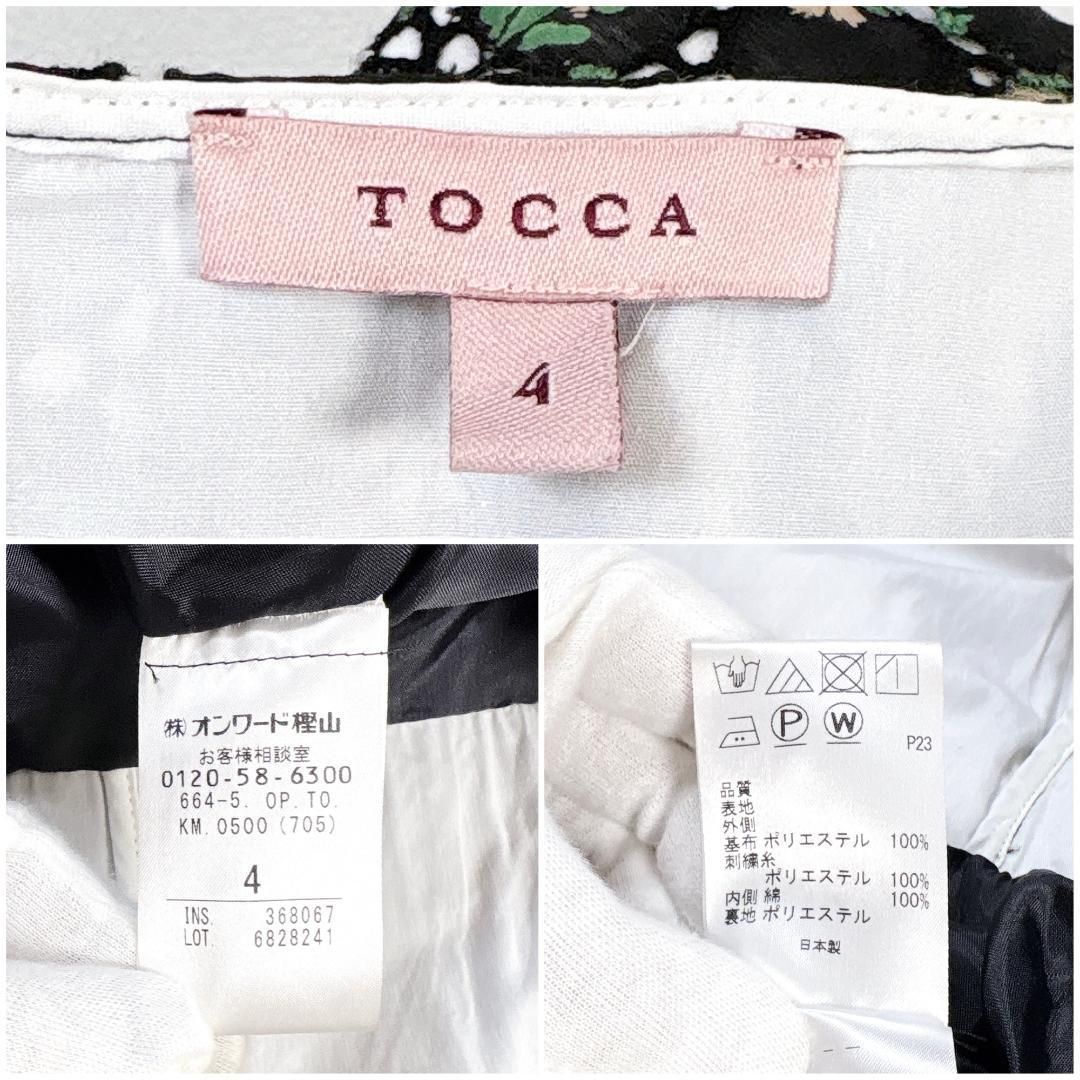 TOCCA
4
㈱オンワード樫山
お客様相談室
0120-58-6300
664-5. OP. TO.
KM. 0500 (705)
4
INS. 368067
LOT. 6828241
P W P23
品質
表地
外側
基布 ポリエステル 100%
刺繍糸
ポリエステル 100%
内側 綿 100%
裏地 ポリエステル
日本製